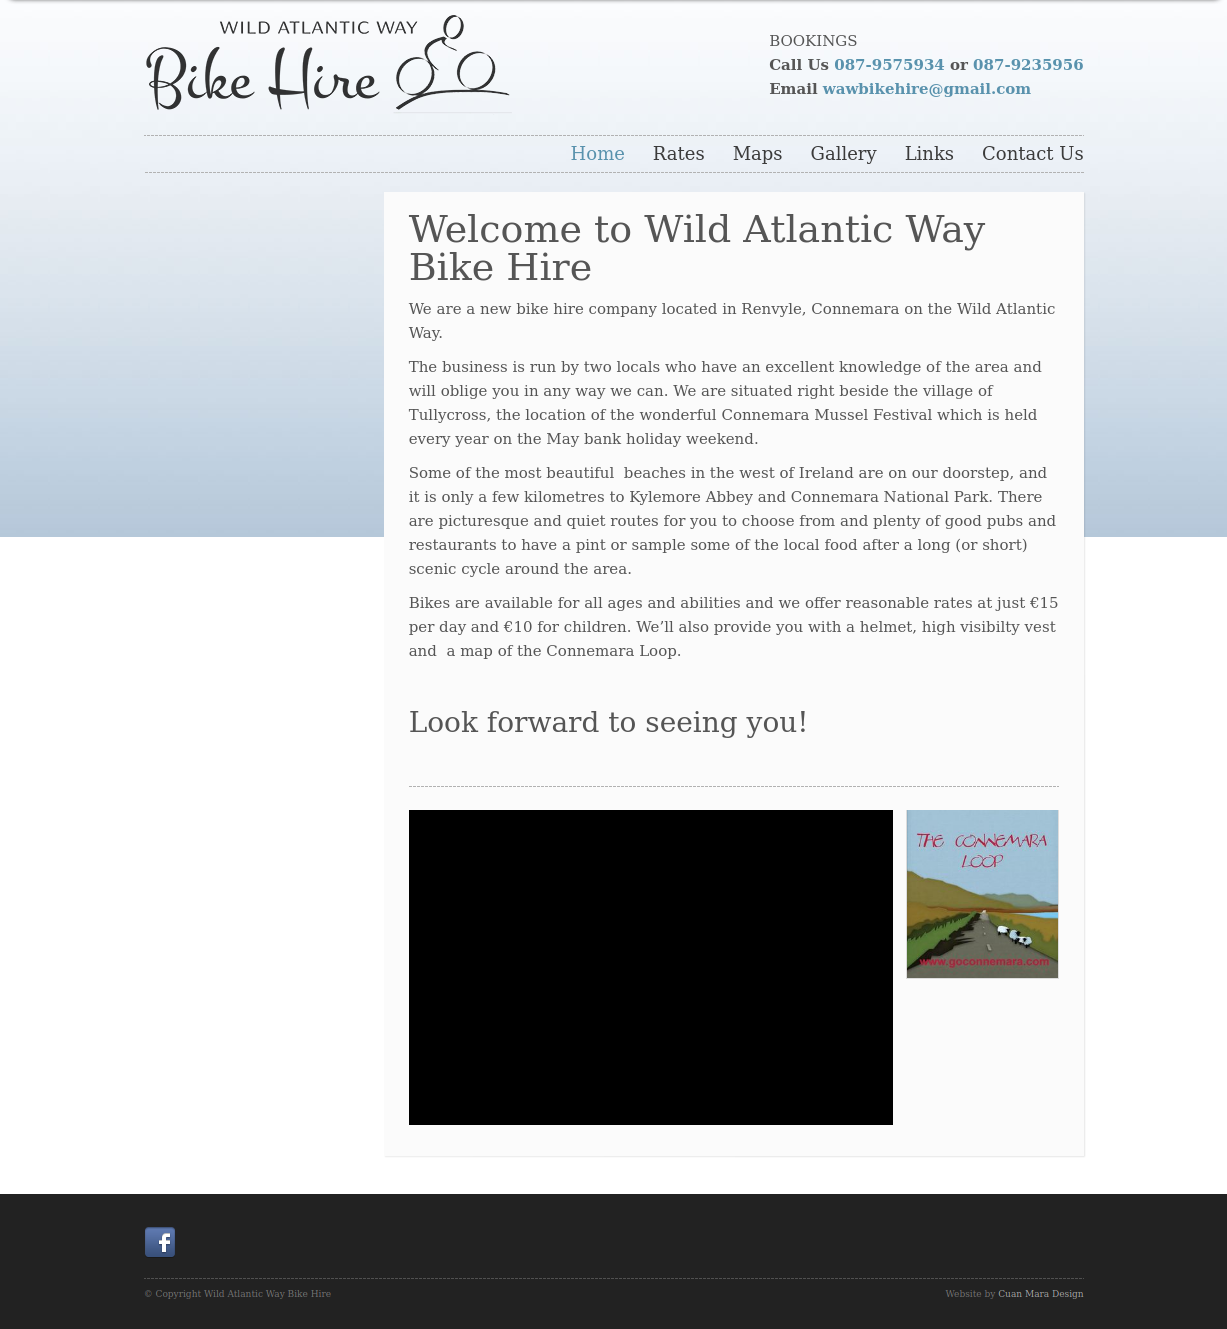 WILD ATLANTIC WAY
Bike Hire
BOOKINGS
Call Us 087-9575934 or 087-9235956
Email wawbikehire@gmail.com
Home Rates Maps Gallery Links Contact Us
Welcome to Wild Atlantic Way
Bike Hire
We are a new bike hire company located in Renvyle, Connemara on the Wild Atlantic
Way.
The business is run by two locals who have an excellent knowledge of the area and
will oblige you in any way we can. We are situated right beside the village of
Tullycross, the location of the wonderful Connemara Mussel Festival which is held
every year on the May bank holiday weekend.
Some of the most beautiful  beaches in the west of Ireland are on our doorstep, and
it is only a few kilometres to Kylemore Abbey and Connemara National Park. There
are picturesque and quiet routes for you to choose from and plenty of good pubs and
restaurants to have a pint or sample some of the local food after a long (or short)
scenic cycle around the area.
Bikes are available for all ages and abilities and we offer reasonable rates at just €15
per day and €10 for children. We’ll also provide you with a helmet, high visibilty vest
and  a map of the Connemara Loop.
Look forward to seeing you!
THE CONNEMARA
LOOP
www.goconnemara.com
© Copyright Wild Atlantic Way Bike Hire
Website by Cuan Mara Design